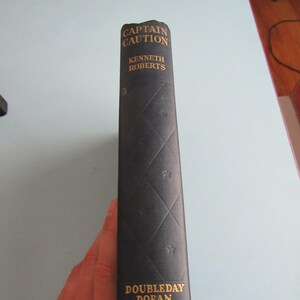 CAPTAIN
CAUTION
KENNETH
ROBERTS
DOUBLEDAY
DORAN